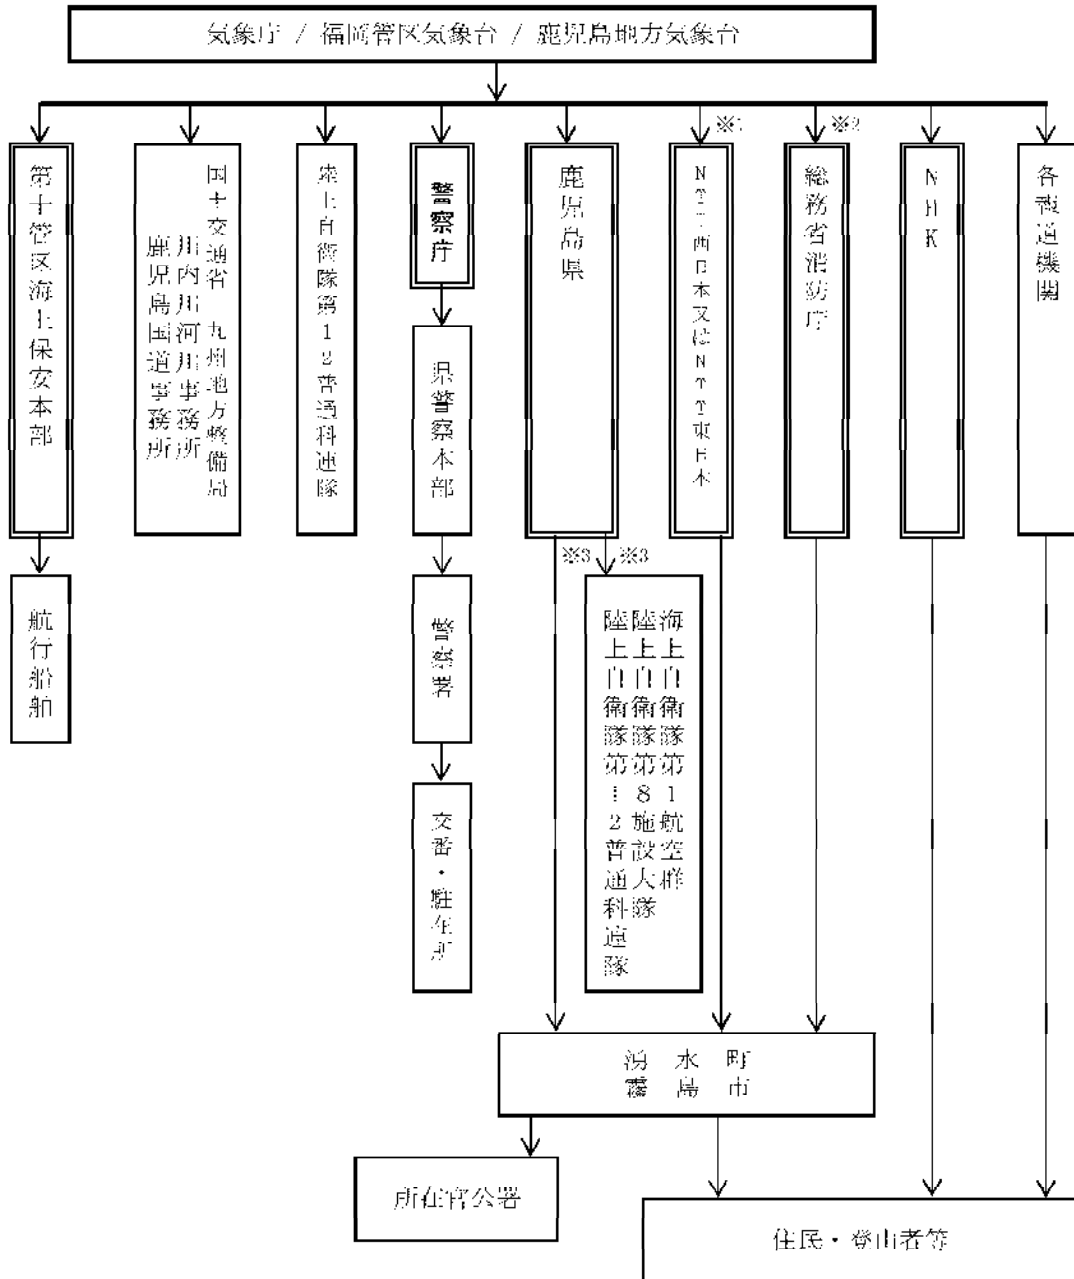 気象庁 / 福岡管区気象台 / 鹿児島地方気象台
※1
※2
第十管区海上保安本部
国土交通省 九州地方整備局
川内川河川事務所
鹿児島国道事務所
陸上自衛隊第12普通科連隊
警察庁
鹿児島県
NTT西日本又はNTT東日本
総務省消防庁
NHK
各報道機関
県警察本部
※3
※3
航行船舶
警察署
海上自衛隊第1航空群
陸上自衛隊第8施設大隊
陸上自衛隊第12普通科連隊
交番・駐在所
湧水町
霧島市
所在官公署
住民・登山者等